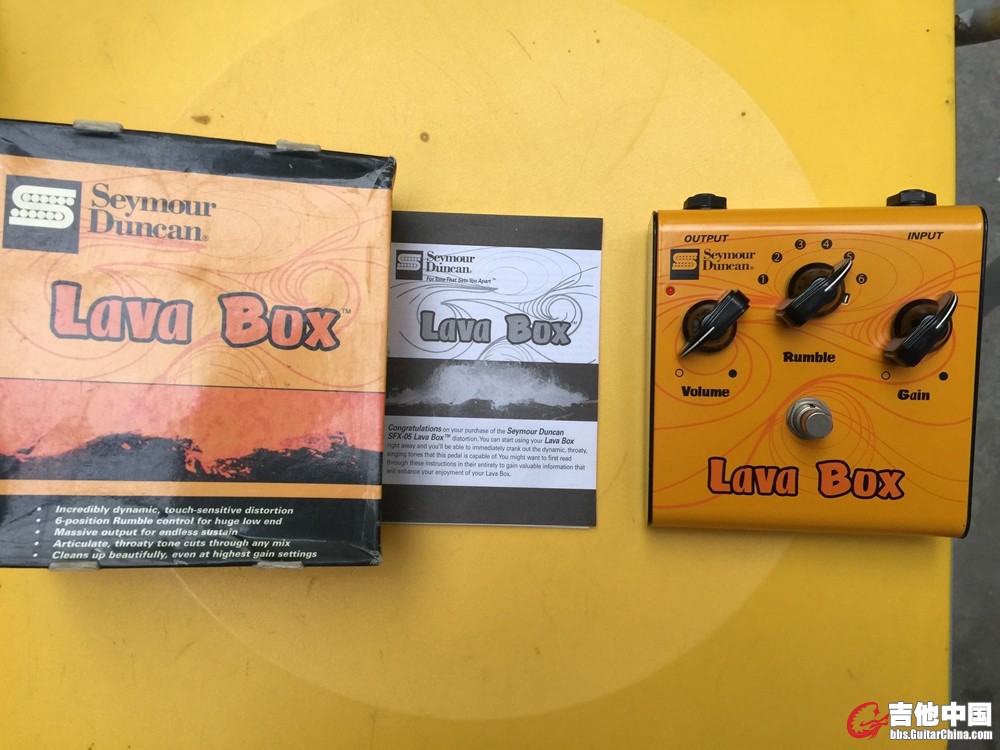 Seymour
Duncan®
Lava Box™
• Incredibly dynamic, touch-sensitive distortion
• 6-position Rumble control for huge low end
• Massive output for endless sustain
• Articulate, throaty tone cuts through any mix
• Cleans up beautifully, even at highest gain settings
Seymour
Duncan®
For Tone That Sets You Apart™
Lava Box™
Congratulations on your purchase of the Seymour Duncan
SFX-05 Lava Box™ distortion. You can start using your Lava Box
right away and you'll be able to immediately crank out the dynamic, throaty,
singing tones that this pedal is capable of. You might want to first read
through these instructions in their entirety to gain valuable information that
will enhance your enjoyment of your Lava Box.
OUTPUT
INPUT
Seymour
Duncan®
1 2 3 4 5 6
Volume
Rumble
Gain
Lava Box
吉他中国
bbs.GuitarChina.com